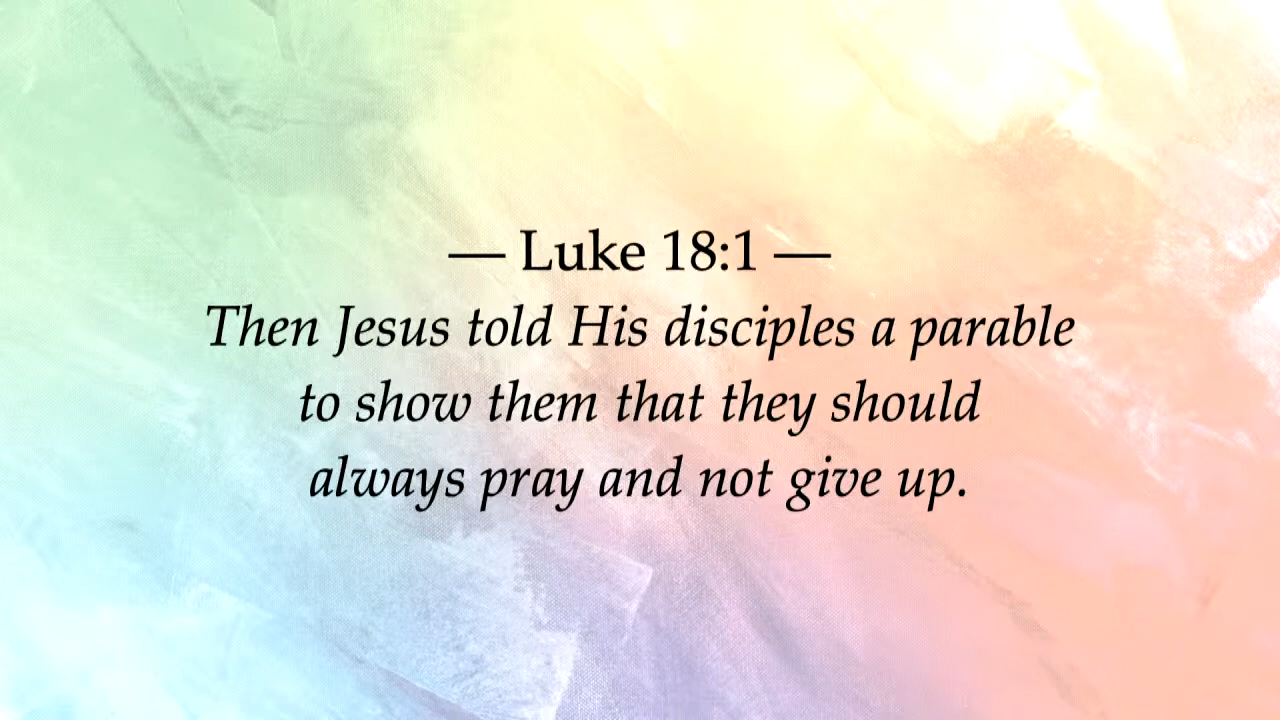 — Luke 18:1 —
Then Jesus told His disciples a parable
to show them that they should
always pray and not give up.